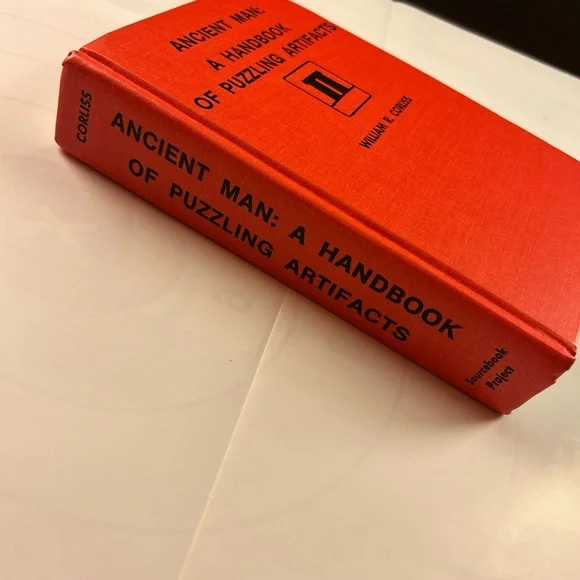 ANCIENT MAN:
A HANDBOOK
OF PUZZLING ARTIFACTS
WILLIAM R. CORLISS
CORLISS
ANCIENT MAN: A HANDBOOK
OF PUZZLING ARTIFACTS
Sourcebook
Project